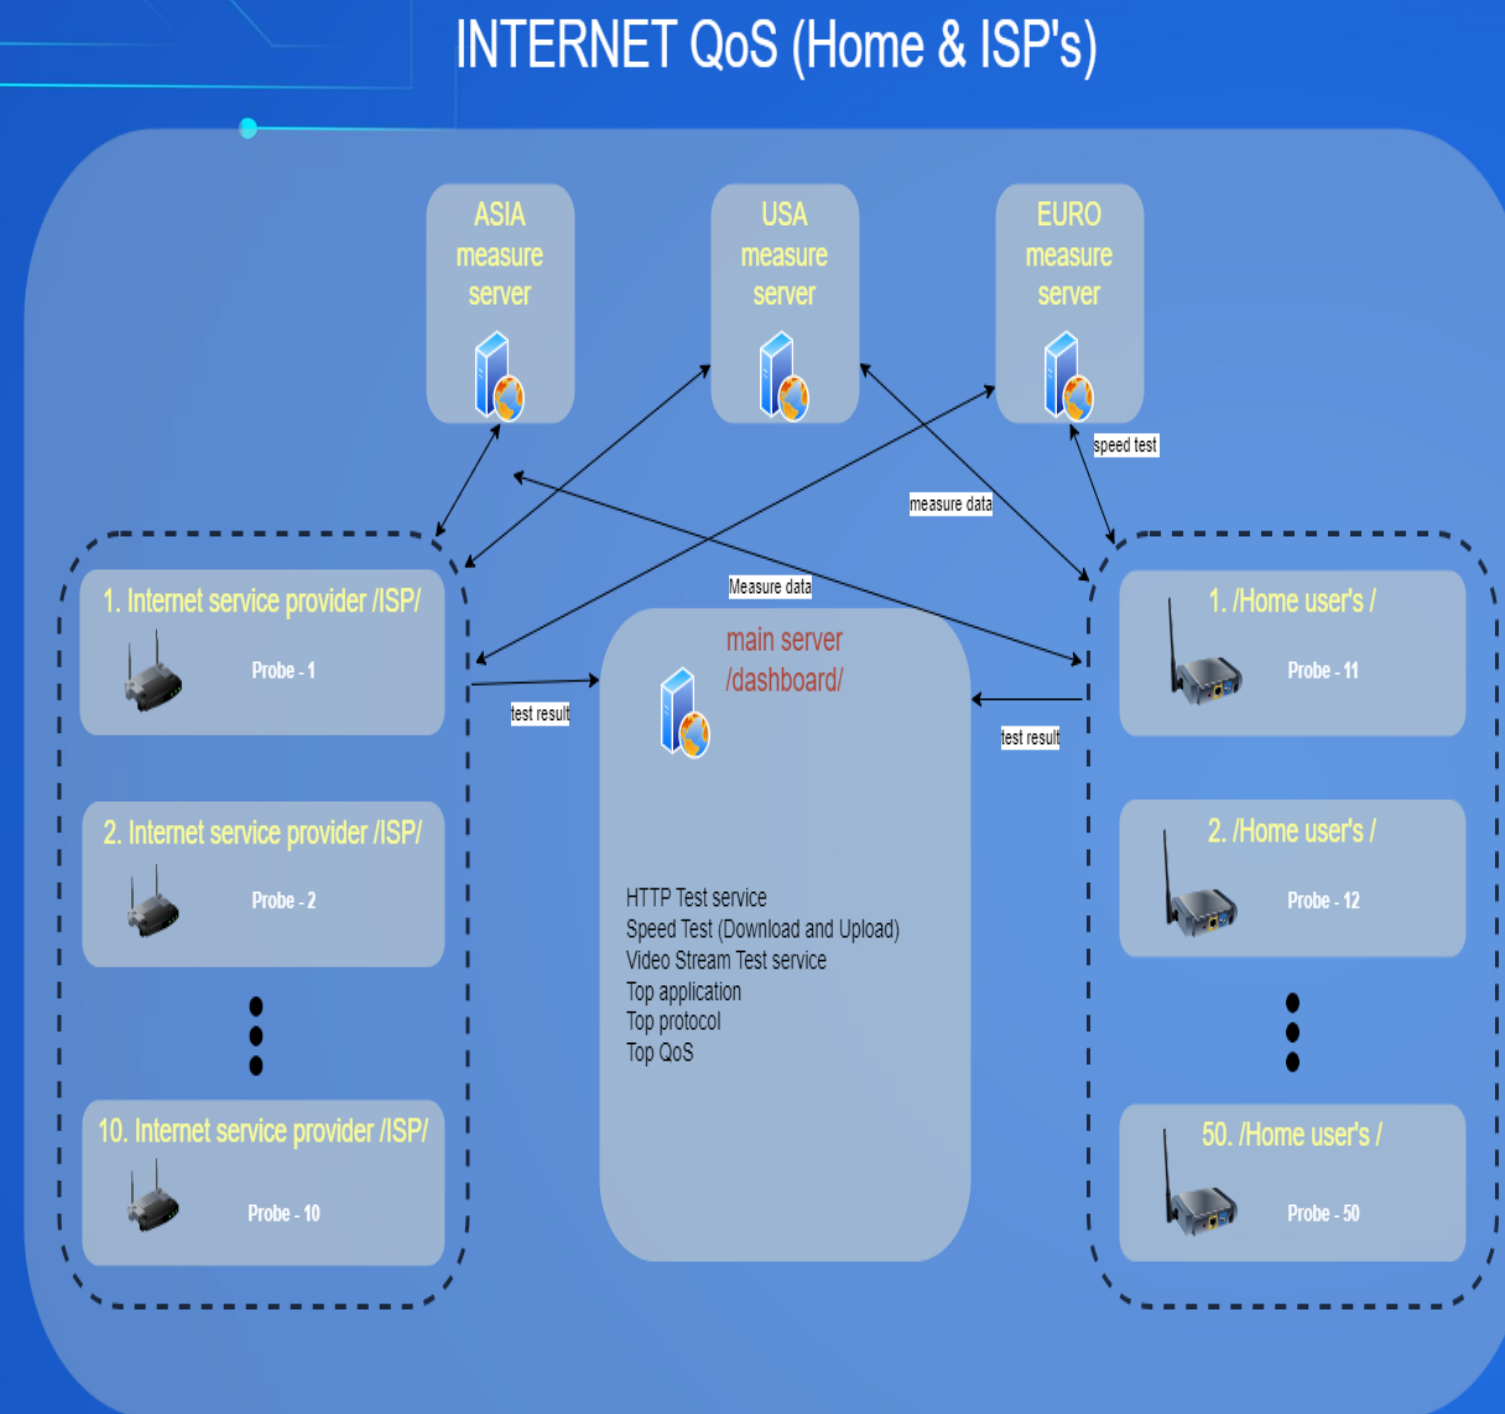 INTERNET QoS (Home & ISP's)
ASIA
measure
server
USA
measure
server
EURO
measure
server
speed test
measure data
Measure data
1. Internet service provider /ISP/
Probe - 1
test result
2. Internet service provider /ISP/
Probe - 2
10. Internet service provider /ISP/
Probe - 10
main server
/dashboard/
HTTP Test service
Speed Test (Download and Upload)
Video Stream Test service
Top application
Top protocol
Top QoS
test result
1. /Home user's /
Probe - 11
2. /Home user's /
Probe - 12
50. /Home user's /
Probe - 50